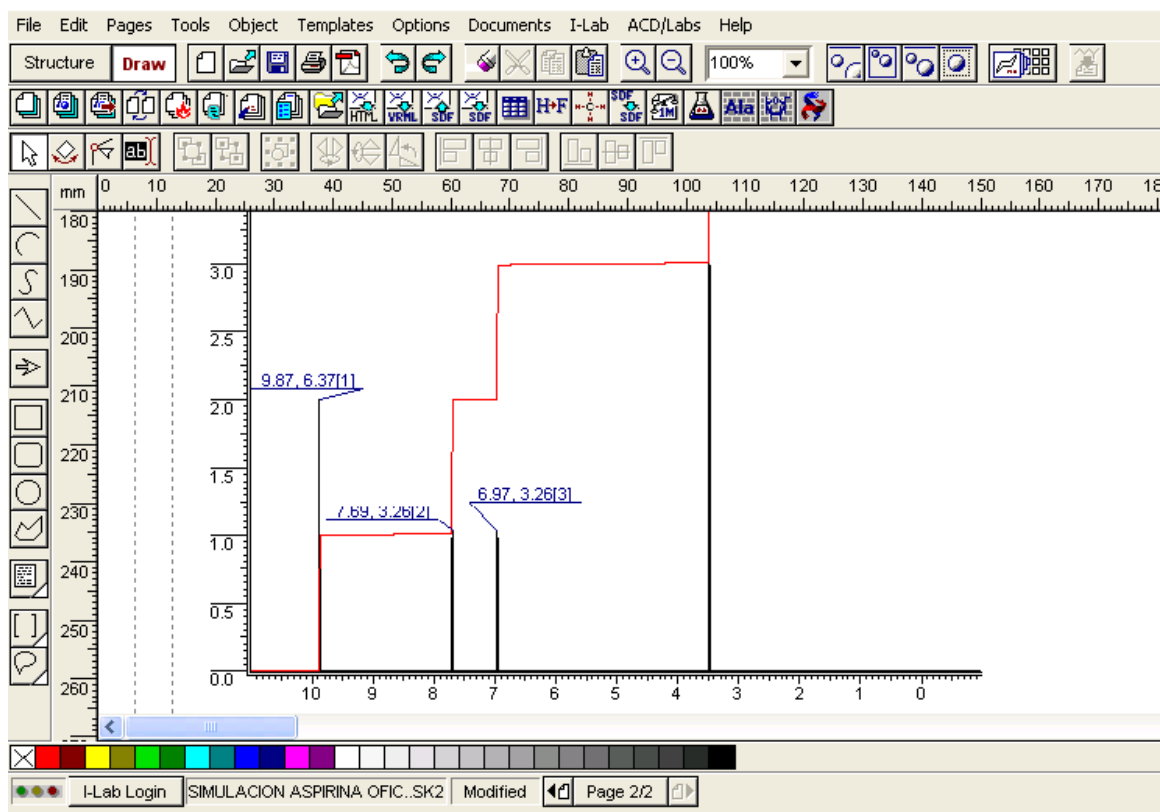 File Edit Pages Tools Object Templates Options Documents I-Lab ACD/Labs Help
Structure Draw 100%
HTML VRML SDF SDF H→F SDF SDF 1M Ala
ab
mm 0 10 20 30 40 50 60 70 80 90 100 110 120 130 140 150 160 170 180
180
190
200
210
220
230
240
250
260
3.0
2.5
9.87, 6.37[1]
2.0
1.5
6.97, 3.26[3]
7.69, 3.26[2]
1.0
0.5
0.0
10 9 8 7 6 5 4 3 2 1 0
I-Lab Login SIMULACION ASPIRINA OFIC..SK2 Modified Page 2/2